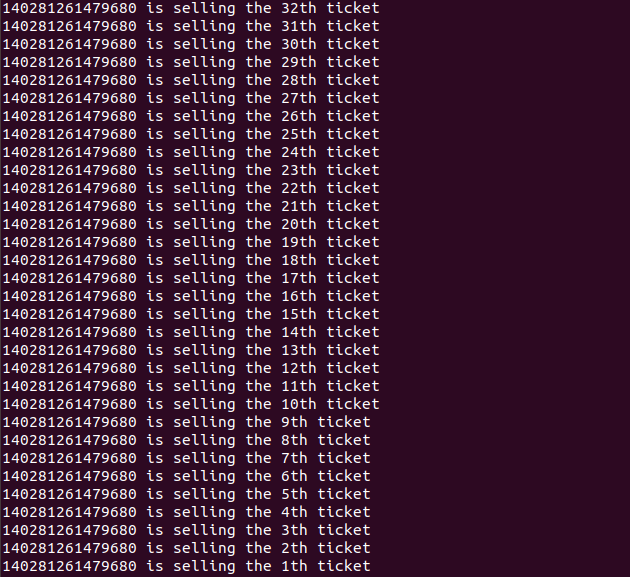 140281261479680 is selling the 32th ticket
140281261479680 is selling the 31th ticket
140281261479680 is selling the 30th ticket
140281261479680 is selling the 29th ticket
140281261479680 is selling the 28th ticket
140281261479680 is selling the 27th ticket
140281261479680 is selling the 26th ticket
140281261479680 is selling the 25th ticket
140281261479680 is selling the 24th ticket
140281261479680 is selling the 23th ticket
140281261479680 is selling the 22th ticket
140281261479680 is selling the 21th ticket
140281261479680 is selling the 20th ticket
140281261479680 is selling the 19th ticket
140281261479680 is selling the 18th ticket
140281261479680 is selling the 17th ticket
140281261479680 is selling the 16th ticket
140281261479680 is selling the 15th ticket
140281261479680 is selling the 14th ticket
140281261479680 is selling the 13th ticket
140281261479680 is selling the 12th ticket
140281261479680 is selling the 11th ticket
140281261479680 is selling the 10th ticket
140281261479680 is selling the 9th ticket
140281261479680 is selling the 8th ticket
140281261479680 is selling the 7th ticket
140281261479680 is selling the 6th ticket
140281261479680 is selling the 5th ticket
140281261479680 is selling the 4th ticket
140281261479680 is selling the 3th ticket
140281261479680 is selling the 2th ticket
140281261479680 is selling the 1th ticket